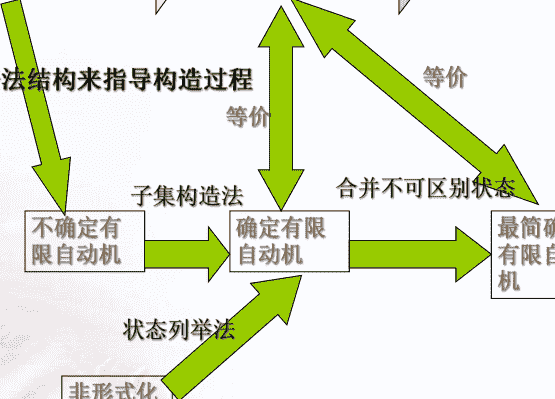 法结构来指导构造过程
等价
等价
子集构造法
合并不可区别状态
不确定有
限自动机
确定有限
自动机
最简确
有限自
机
状态列举法
非形式化